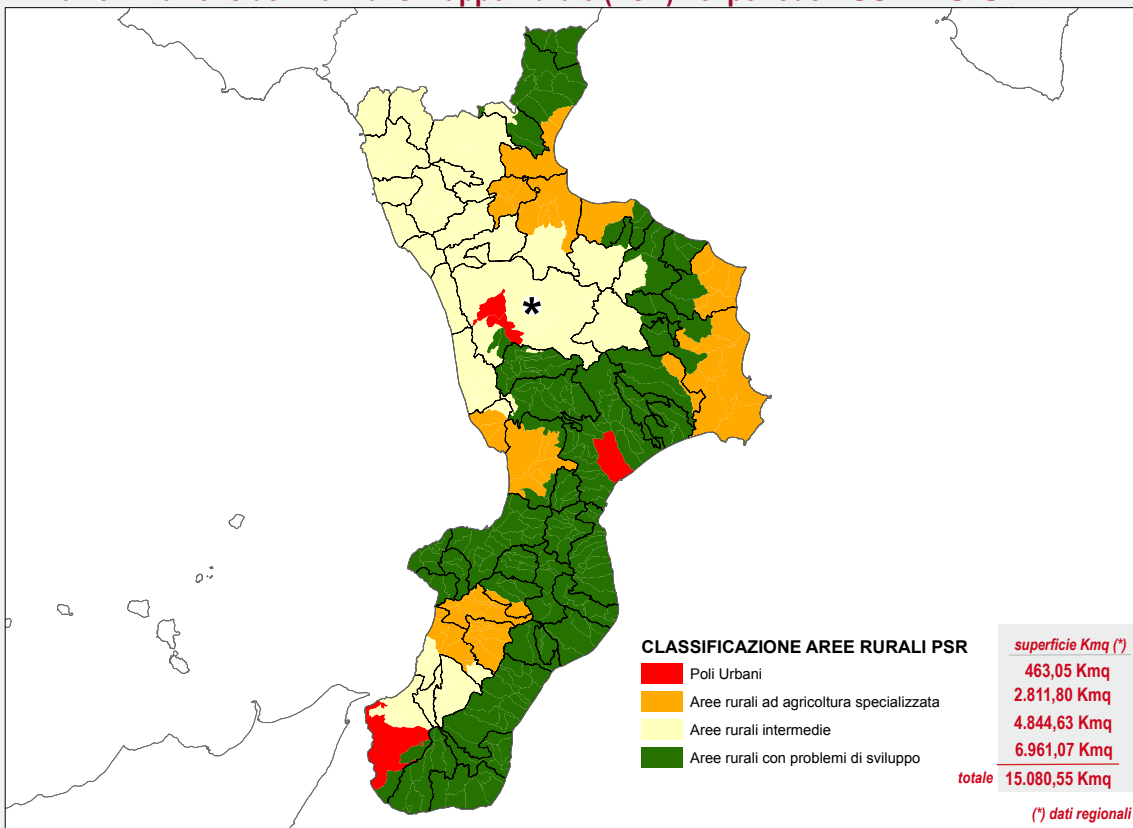 *
CLASSIFICAZIONE AREE RURALI PSR
superficie Kmq (*)
Poli Urbani
463,05 Kmq
Aree rurali ad agricoltura specializzata
2.811,80 Kmq
Aree rurali intermedie
4.844,63 Kmq
Aree rurali con problemi di sviluppo
6.961,07 Kmq
totale 15.080,55 Kmq
(*) dati regionali